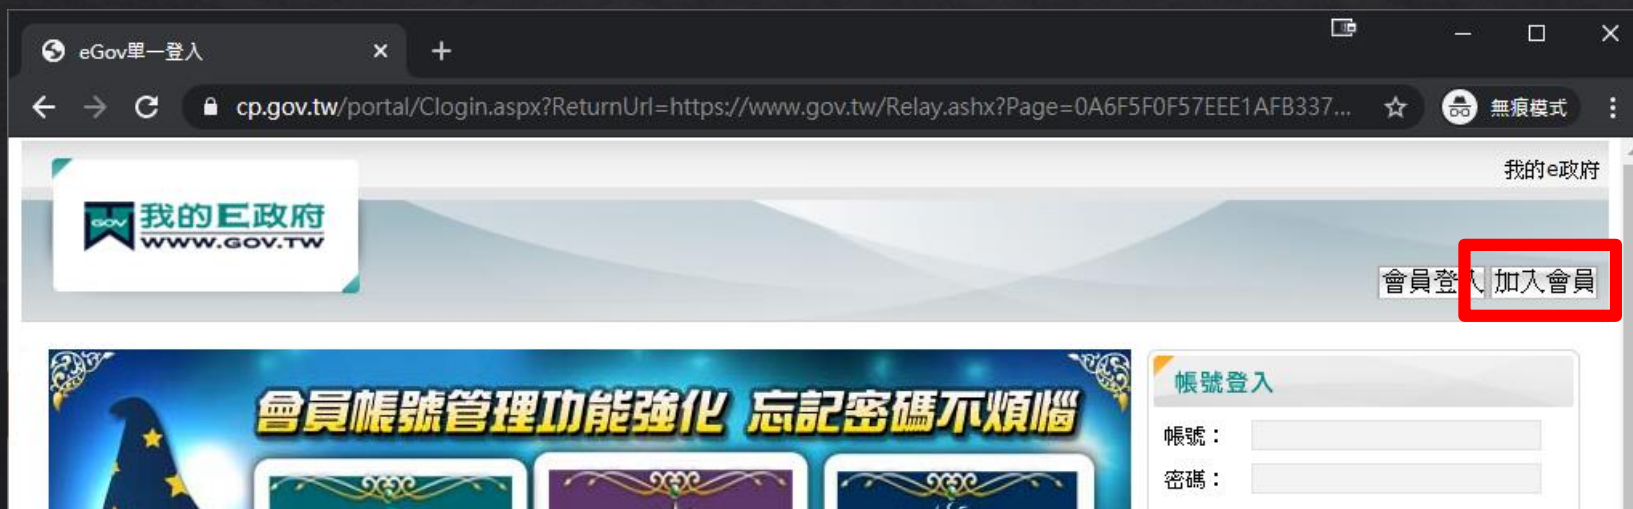 eGov單一登入
cp.gov.tw/portal/Clogin.aspx?ReturnUrl=https://www.gov.tw/Relay.ashx?Page=0A6F5F0F57EEE1AFB337...
無痕模式
我的e政府
GOV 我的E政府
WWW.GOV.TW
會員登入 加入會員
會員帳號管理功能強化 忘記密碼不煩惱
帳號登入
帳號：
密碼：